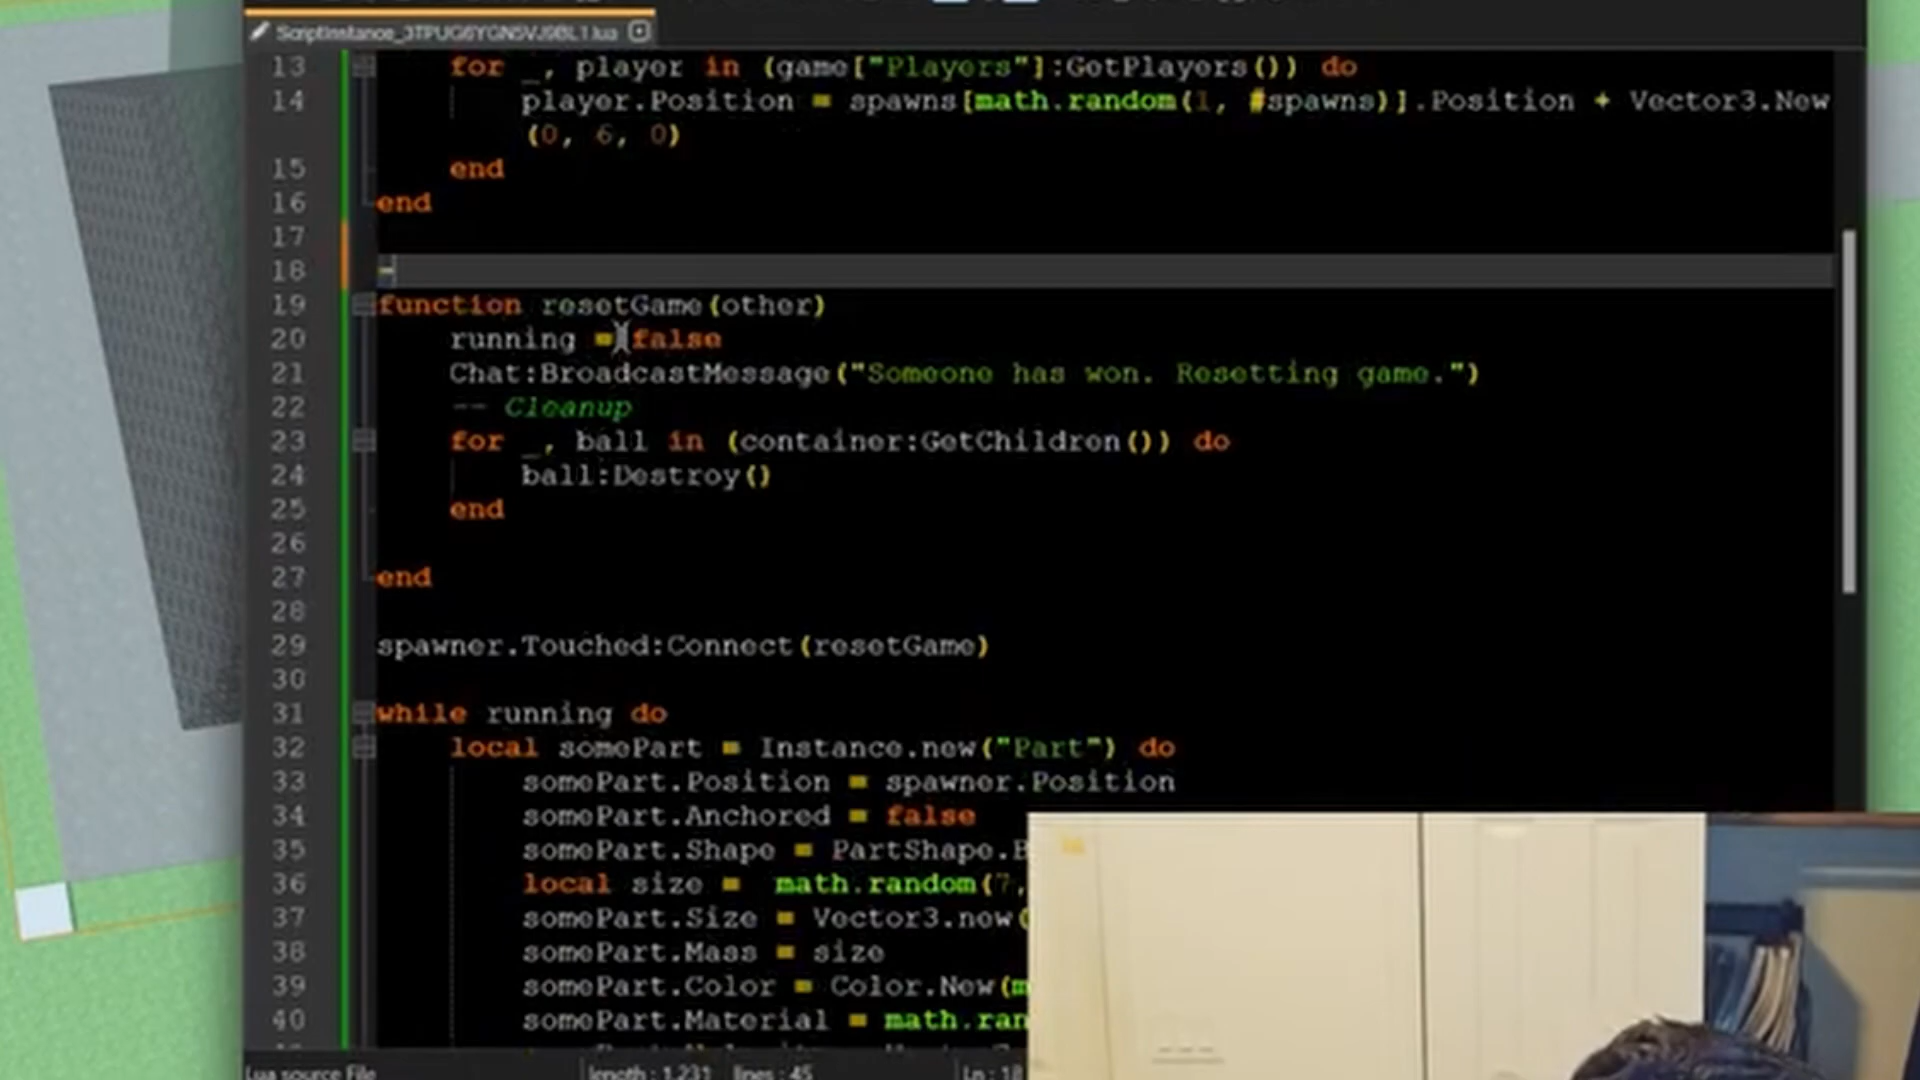 13 for _, player in (game["Players"]:GetPlayers()) do
14 player.Position = spawns[math.random(1, #spawns)].Position + Vector3.New
(0, 6, 0)
15 end
16 end
17
18 -
19 function resetGame(other)
20 running = false
21 Chat:BroadcastMessage("Someone has won. Resetting game.")
22 -- Cleanup
23 for _, ball in (container:GetChildren()) do
24 ball:Destroy()
25 end
26
27 end
28
29 spawner.Touched:Connect(resetGame)
30
31 while running do
32 local somePart = Instance.new("Part") do
33 somePart.Position = spawner.Position
34 somePart.Anchored = false
35 somePart.Shape = PartShape.B
36 local size = math.random(7,
37 somePart.Size = Vector3.new(
38 somePart.Mass = size
39 somePart.Color = Color.New(m
40 somePart.Material = math.ran
Lua source File length : 1,231 lines : 45 Ln : 18